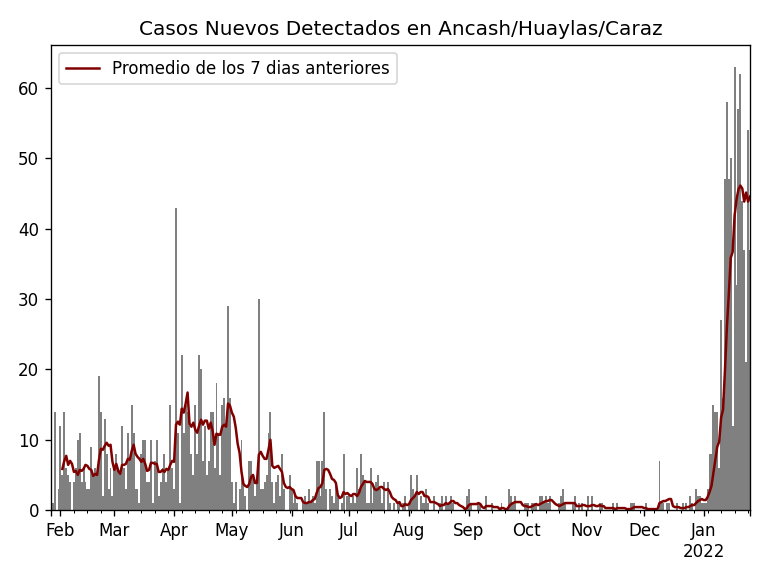 Casos Nuevos Detectados en Ancash/Huaylas/Caraz
Promedio de los 7 dias anteriores
60
50
40
30
20
10
0
Feb Mar Apr May Jun Jul Aug Sep Oct Nov Dec Jan
2022